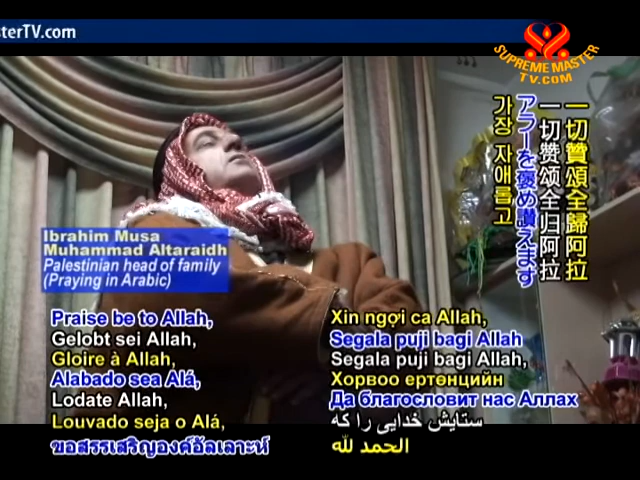 sterTV.com
SUPREME MASTER
TV.COM
一切贊頌全歸阿拉
一切赞颂全归阿拉
アラーを褒め讃えます
가장 자애롭고
Ibrahim Musa
Muhammad Altaraidh
Palestinian head of family
(Praying in Arabic)
Praise be to Allah,
Gelobt sei Allah,
Gloire à Allah,
Alabado sea Alá,
Lodate Allah,
Louvado seja o Alá,
ขอสรรเสริญองค์อัลเลาะห์
Xin ngợi ca Allah,
Segala puji bagi Allah
Segala puji bagi Allah,
Хорвоо ертөнцийн
Да благословит нас Аллах
ستایش خدایی را که
الحمد لله